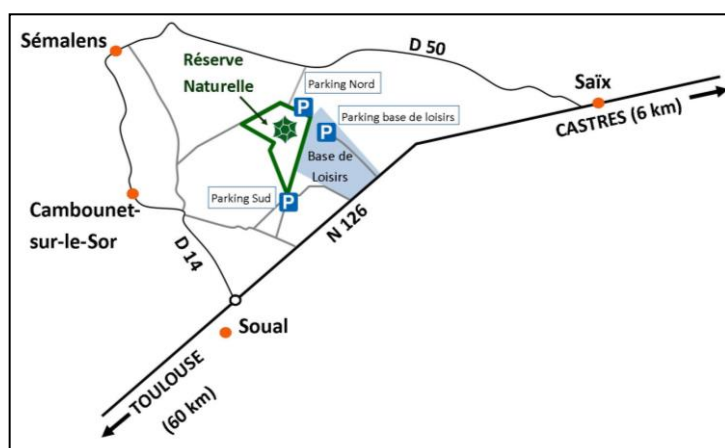 Sémalens
D 50
Réserve
Naturelle
Parking Nord
P
Saïx
CASTRES (6 km)
P
Parking base de loisirs
Base de
Loisirs
Parking Sud
P
Cambounet-
sur-le-Sor
N 126
D 14
Soual
TOULOUSE
(60 km)